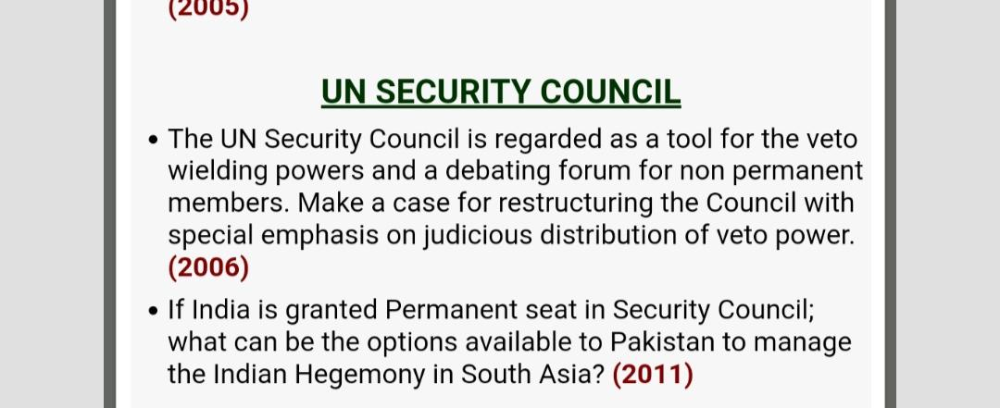 (2005)
UN SECURITY COUNCIL
• The UN Security Council is regarded as a tool for the veto
wielding powers and a debating forum for non permanent
members. Make a case for restructuring the Council with
special emphasis on judicious distribution of veto power.
(2006)
• If India is granted Permanent seat in Security Council;
what can be the options available to Pakistan to manage
the Indian Hegemony in South Asia? (2011)